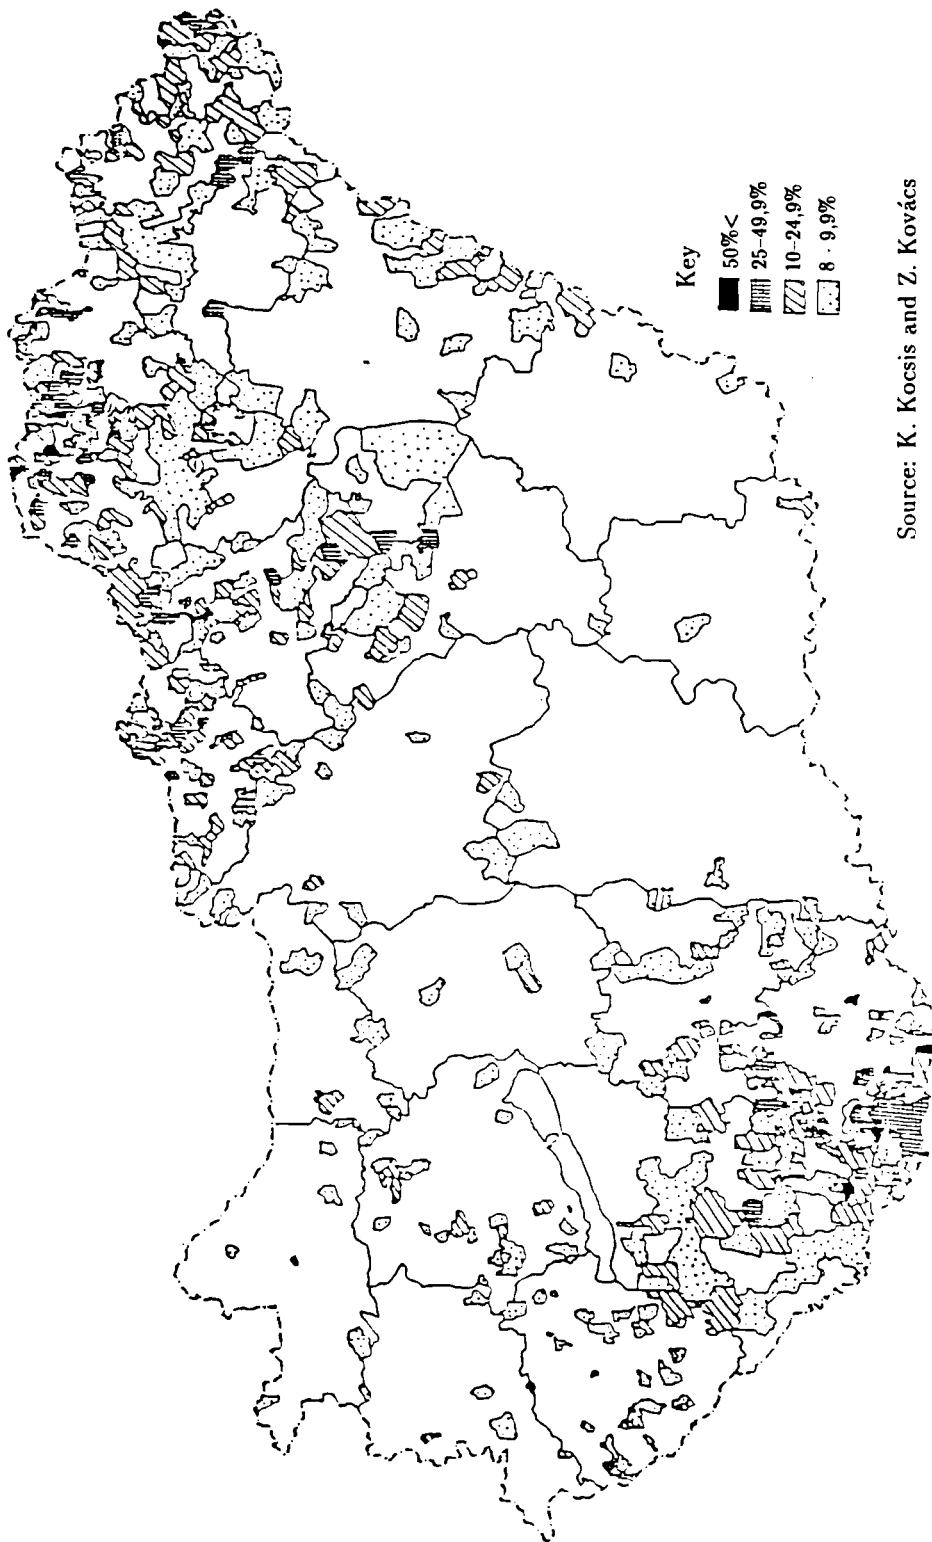 Key
50%<
25–49,9%
10–24,9%
8 - 9,9%
Source: K. Kocsis and Z. Kovács